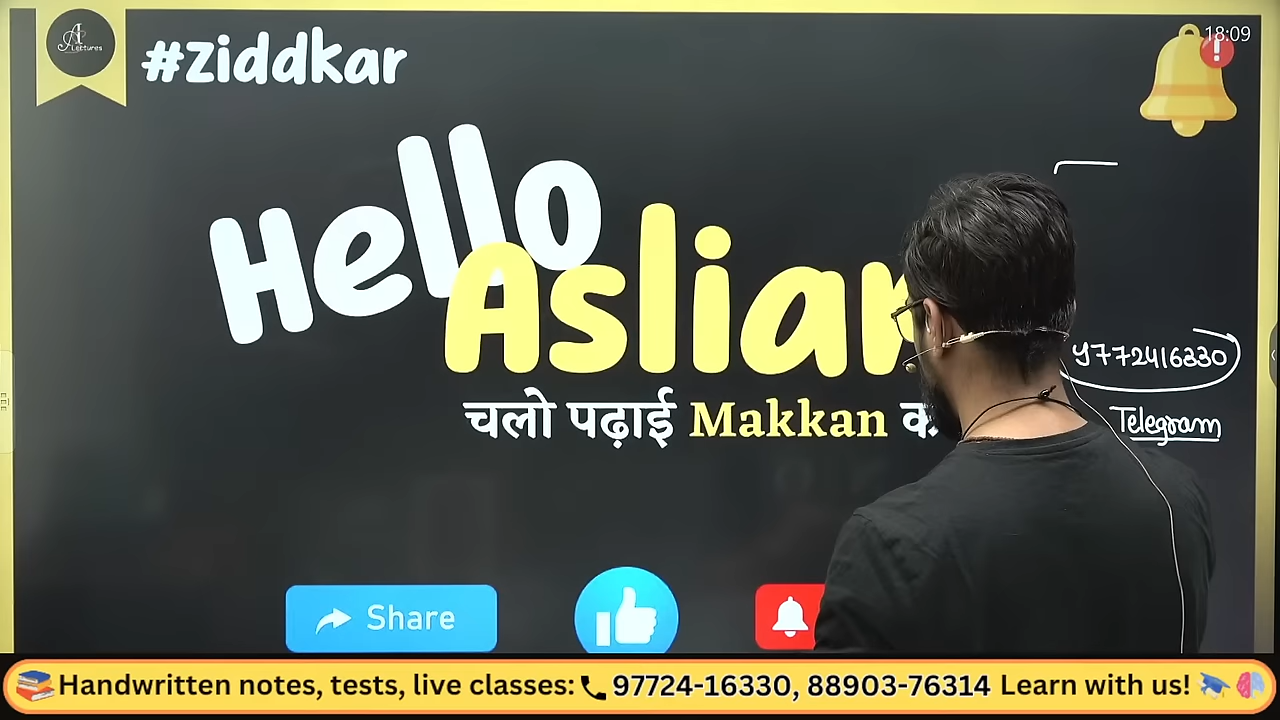 A
Lectures
#ziddkar
18:09
Hello
Aslian
चलो पढ़ाई Makkan
9772416330
Telegram
Share
Handwritten notes, tests, live classes: 97724-16330, 88903-76314 Learn with us!